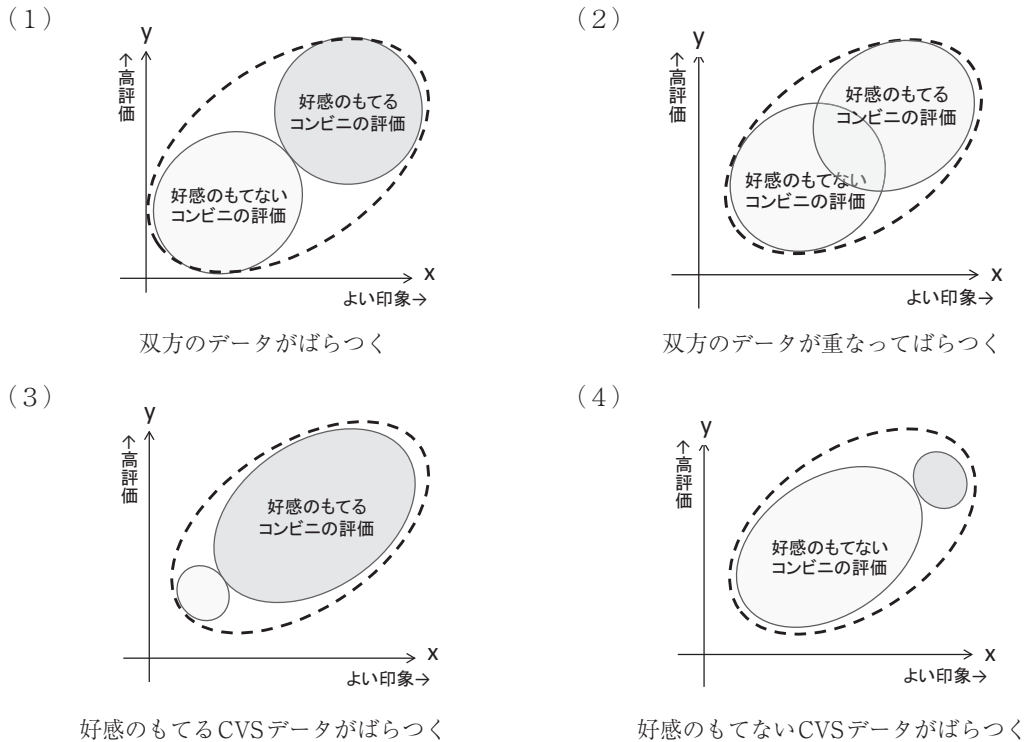 (1)
y
↑高評価
好感のもてる
コンビニの評価
好感のもてない
コンビニの評価
x
よい印象→
双方のデータがばらつく
(2)
y
↑高評価
好感のもてる
コンビニの評価
好感のもてない
コンビニの評価
x
よい印象→
双方のデータが重なってばらつく
(3)
y
↑高評価
好感のもてる
コンビニの評価
x
よい印象→
好感のもてるCVSデータがばらつく
(4)
y
↑高評価
好感のもてない
コンビニの評価
x
よい印象→
好感のもてないCVSデータがばらつく